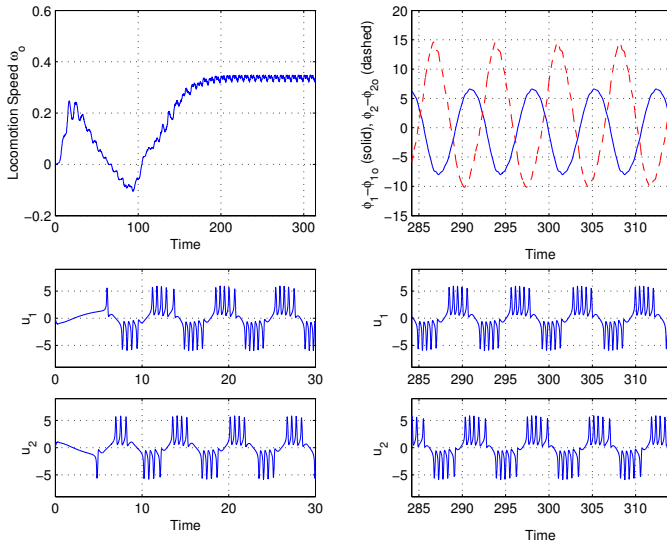 Locomotion Speed ω₀
0.6
0.4
0.2
0
−0.2
0 100 200 300
Time
ϕ₁−ϕ₁ₒ (solid), ϕ₂−ϕ₂ₒ (dashed)
20
15
10
5
0
−5
−10
−15
285 290 295 300 305 310
Time
u₁
5
0
−5
0 10 20 30
u₁
5
0
−5
285 290 295 300 305 310
u₂
5
0
−5
0 10 20 30
Time
u₂
5
0
−5
285 290 295 300 305 310
Time